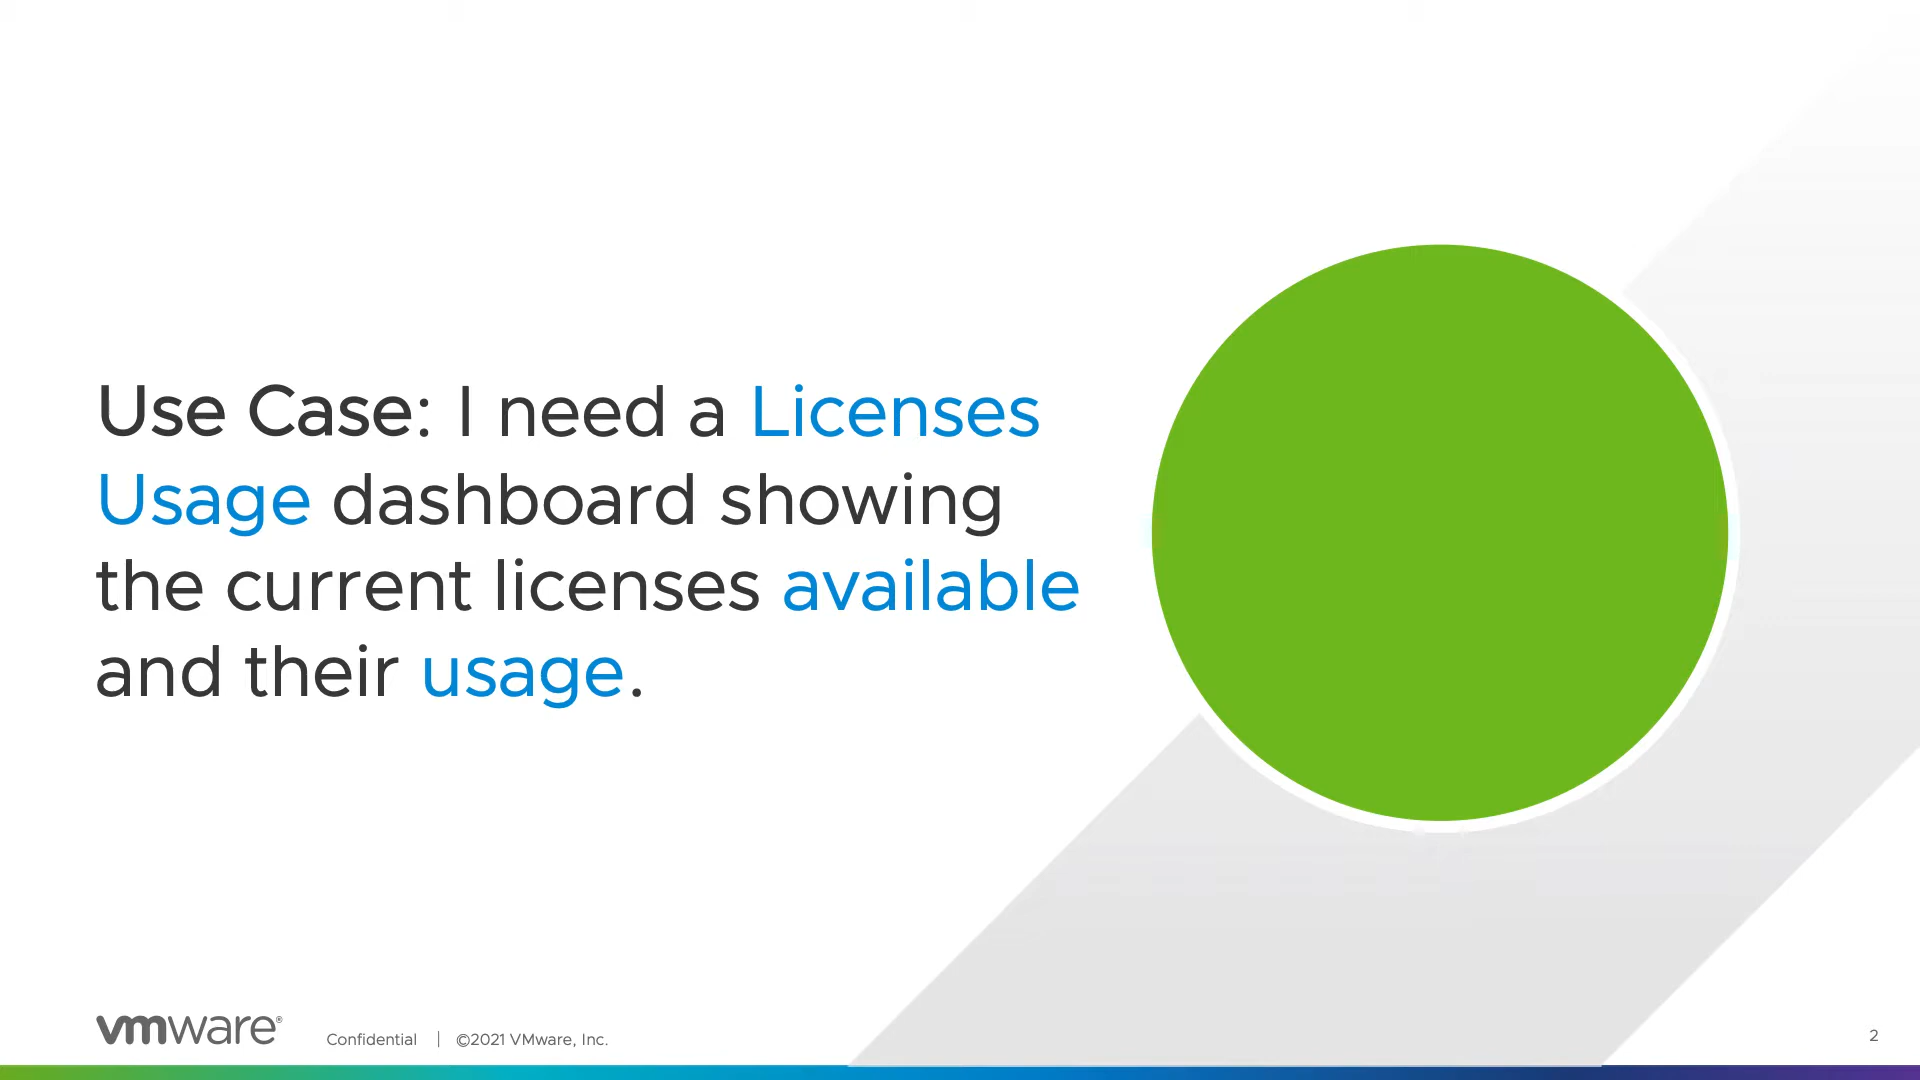 Use Case: I need a Licenses
Usage dashboard showing
the current licenses available
and their usage.
vmware®
Confidential | ©2021 VMware, Inc.
2